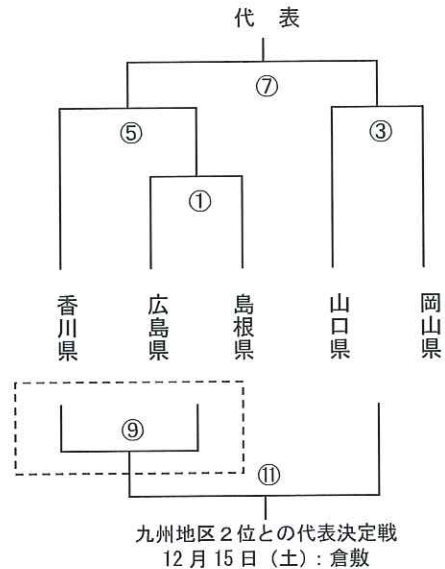 代 表
⑦
⑤
③
①
香川県
広島県
島根県
山口県
岡山県
⑨
⑪
九州地区2位との代表決定戦
12月15日(土):倉敷